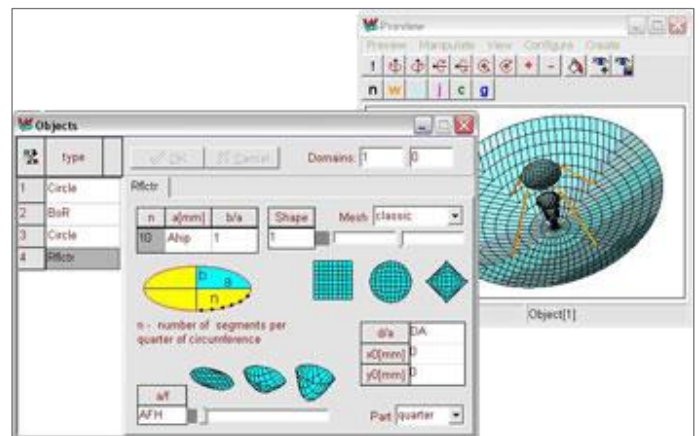 Preview
Preview Manipulate View Configure Create
! + -
n w j c g
Object[1]
Objects
type
OK Cancel
Domains: 1 0
1 Circle
2 BoR
3 Circle
4 Rflctr
Rflctr
n a[mm] b/a
10 Ahip 1
Shape
1
Mesh classic
b
a
n
n - number of segments per
quarter of circumference
d/a DA
x0[mm] 0
y0[mm] 0
a/f
AFH
Part quarter